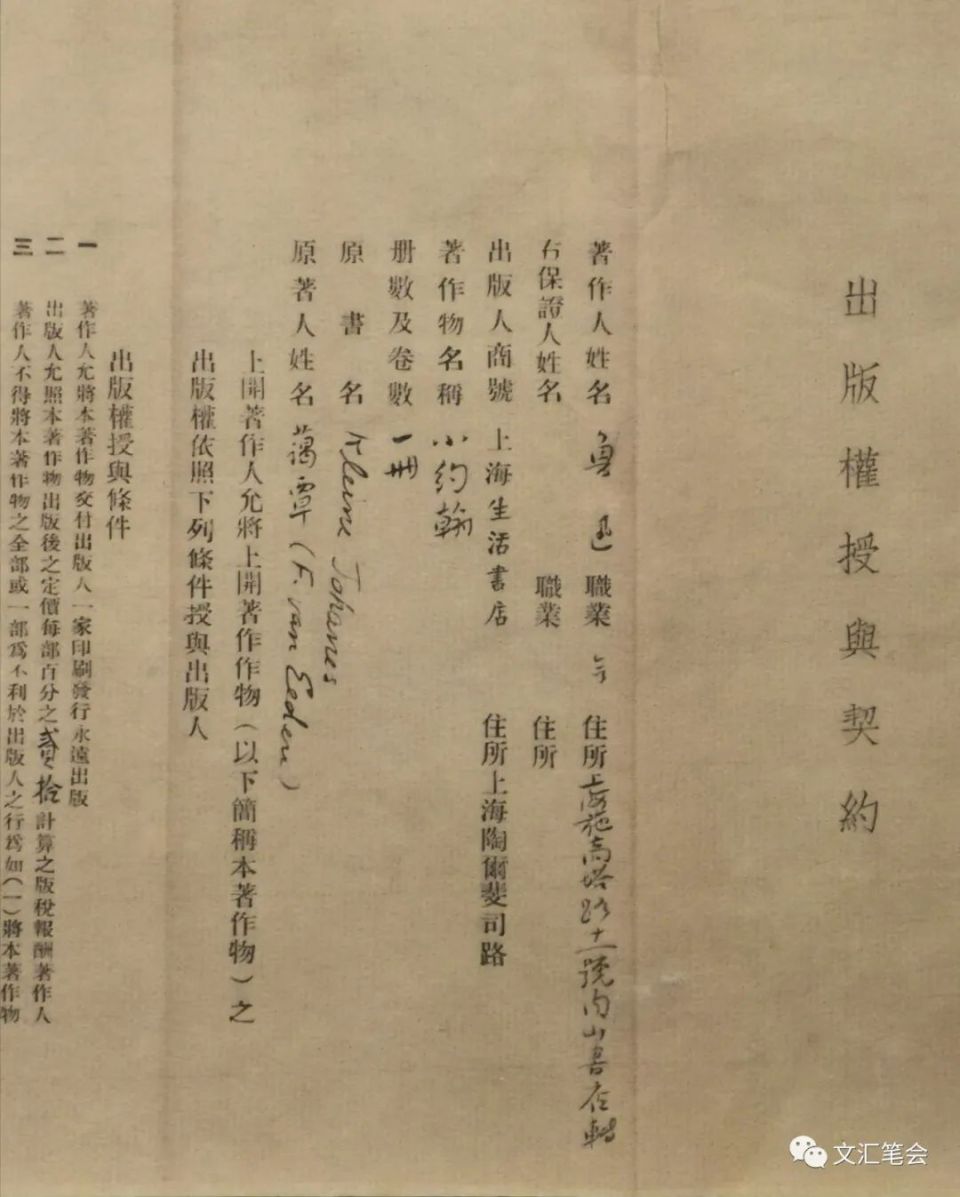 出版權授與契約
著作人姓名 魯迅 職業 住所上海施高塔路十一號內山書店轉
右保證人姓名 職業 住所
出版人商號 上海生活書店 住所上海陶爾斐司路
著作物名稱 小約翰
册數及卷數 一冊
原書名 Kleine Johanes
原著人姓名 藹覃(F. van Eeden)
上開著作人允將上開著作作物(以下簡稱本著作物)之
出版權依照下列條件授與出版人
出版權授與條件
一 著作人允將本著作物交付出版人一家印刷發行永遠出版
二 出版人允照本著作物出版後之定價每部百分之貳拾計算之版稅報酬著作人
三 著作人不得將本著作物之全部或一部爲不利於出版人之行爲如(一)將本著作物
文汇笔会